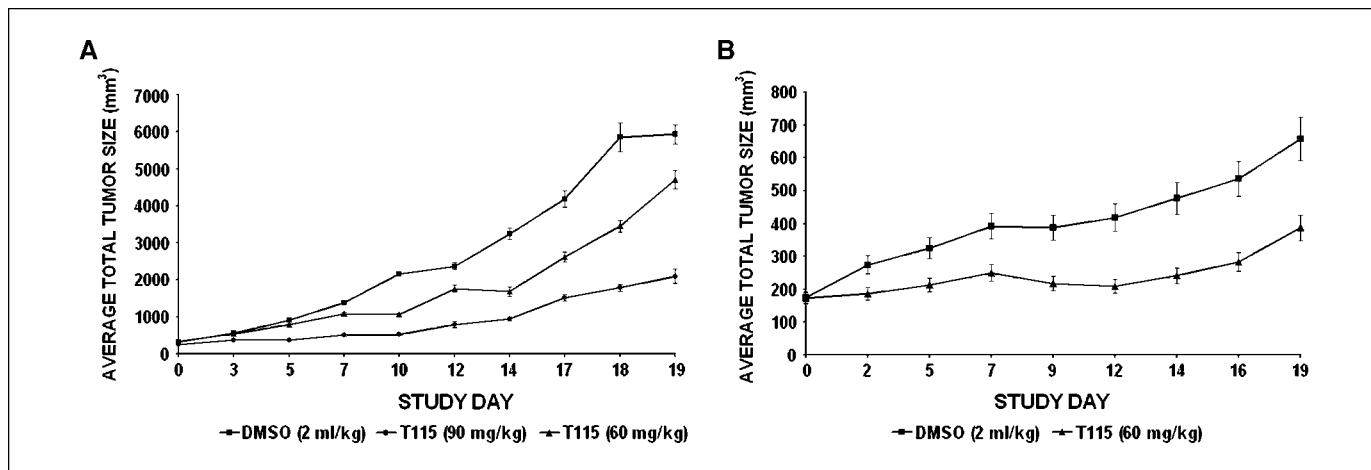 A
AVERAGE TOTAL TUMOR SIZE (mm³)
7000
6000
5000
4000
3000
2000
1000
0
0 3 5 7 10 12 14 17 18 19
STUDY DAY
DMSO (2 ml/kg) T115 (90 mg/kg) T115 (60 mg/kg)
B
AVERAGE TOTAL TUMOR SIZE (mm³)
800
700
600
500
400
300
200
100
0
0 2 5 7 9 12 14 16 19
STUDY DAY
DMSO (2 ml/kg) T115 (60 mg/kg)